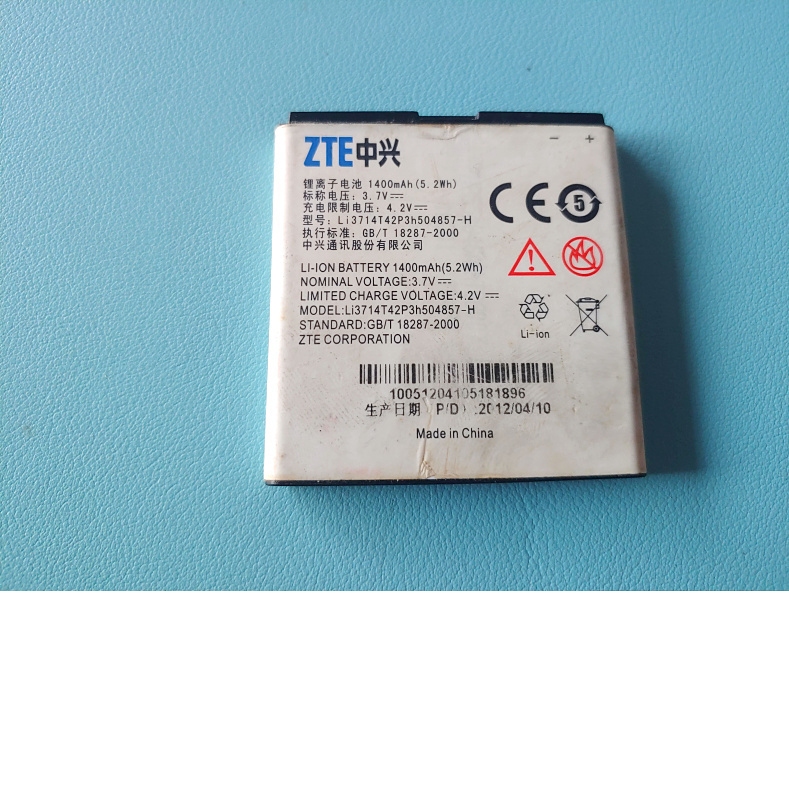 ZTE中兴
- +
锂离子电池 1400mAh(5.2Wh)
标称电压: 3.7V⎓
充电限制电压: 4.2V⎓
型号: Li3714T42P3h504857-H
执行标准: GB/T 18287-2000
中兴通讯股份有限公司
CE 5
LI-ION BATTERY 1400mAh(5.2Wh)
NOMINAL VOLTAGE:3.7V⎓
LIMITED CHARGE VOLTAGE:4.2V⎓
MODEL:Li3714T42P3h504857-H
STANDARD:GB/T 18287-2000
ZTE CORPORATION
Li-ion
10051204105181896
生产日期 (P/D) :2012/04/10
Made in China